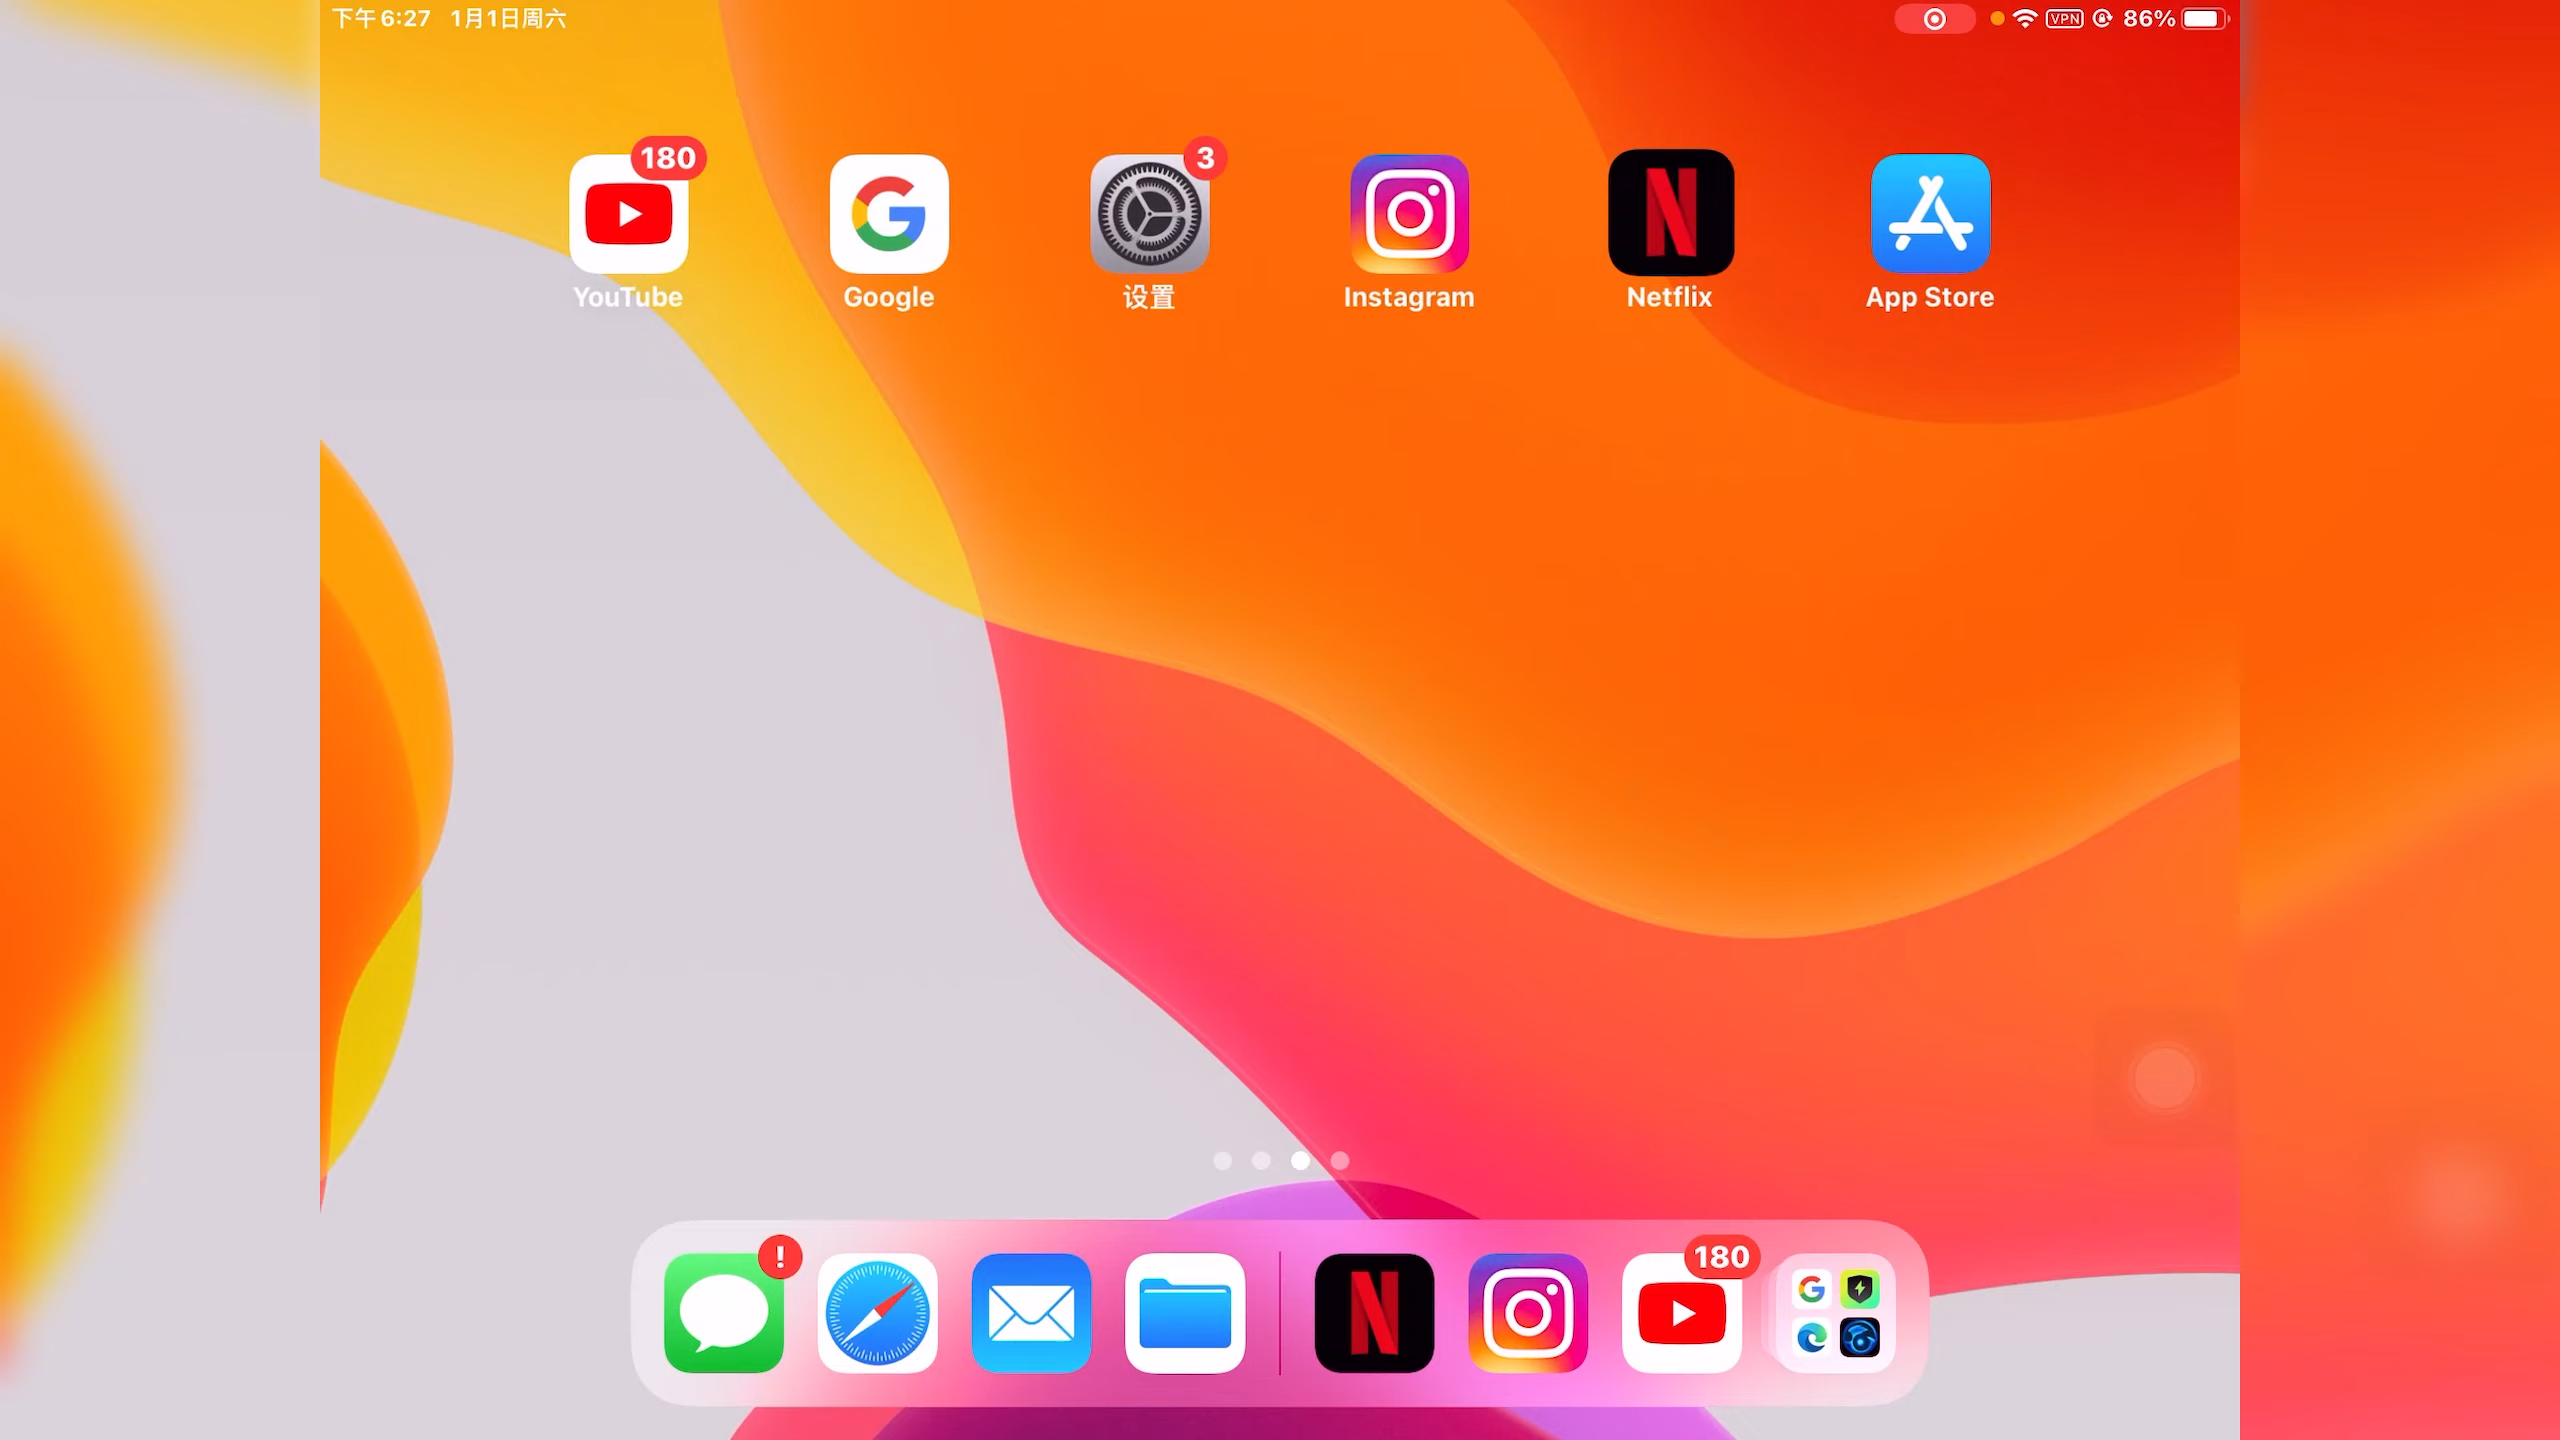 下午6:27 1月1日周六
VPN 86%
180
3
YouTube
Google
设置
Instagram
Netflix
App Store
!
180